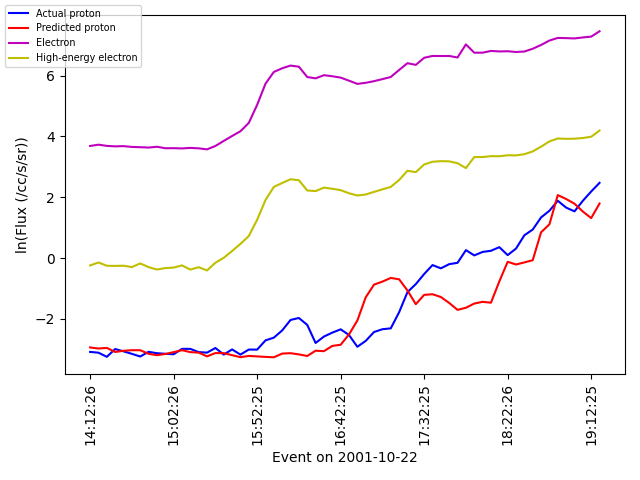 Actual proton
Predicted proton
Electron
High-energy electron
ln(Flux (/cc/s/sr))
6
4
2
0
−2
14:12:26
15:02:26
15:52:25
16:42:25
17:32:25
18:22:26
19:12:25
Event on 2001-10-22